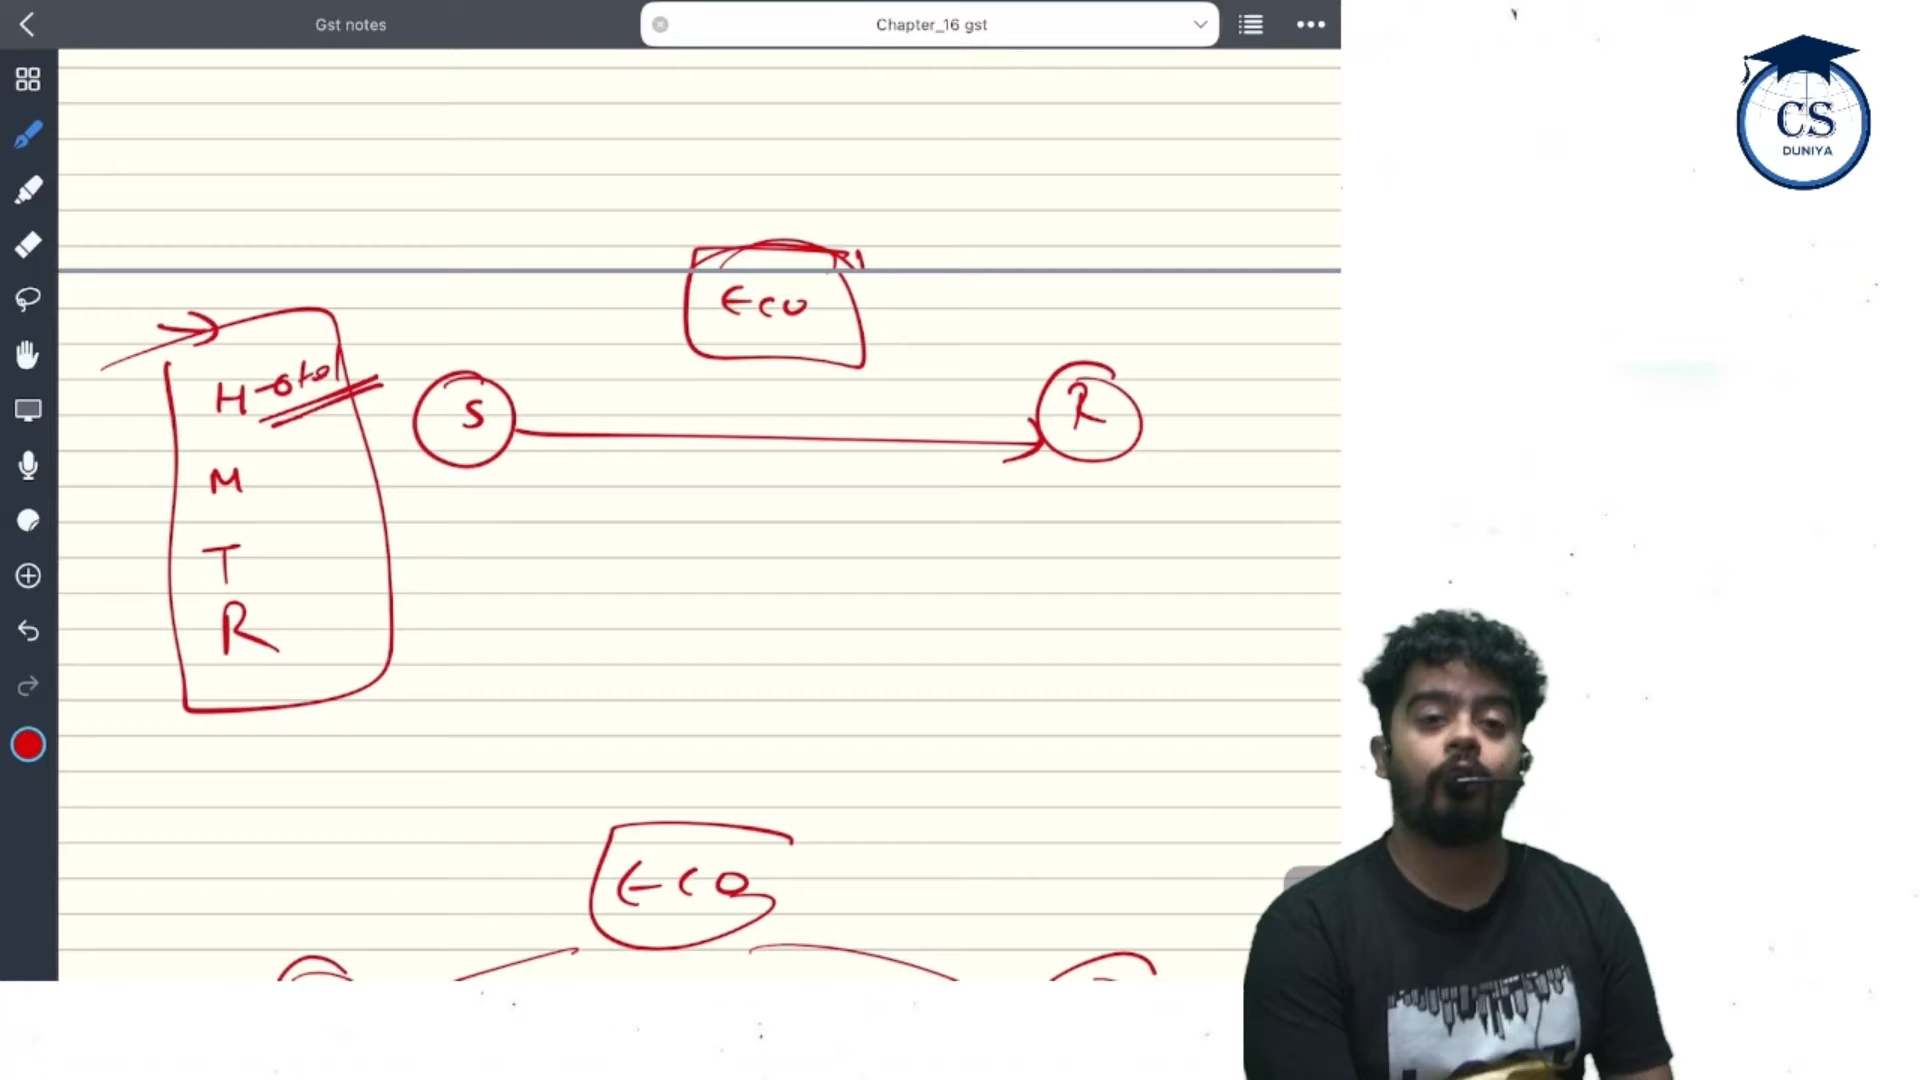 Gst notes
Chapter_16 gst
CS
DUNIYA
Eco
H-otel
S
R
M
T
R
Eco